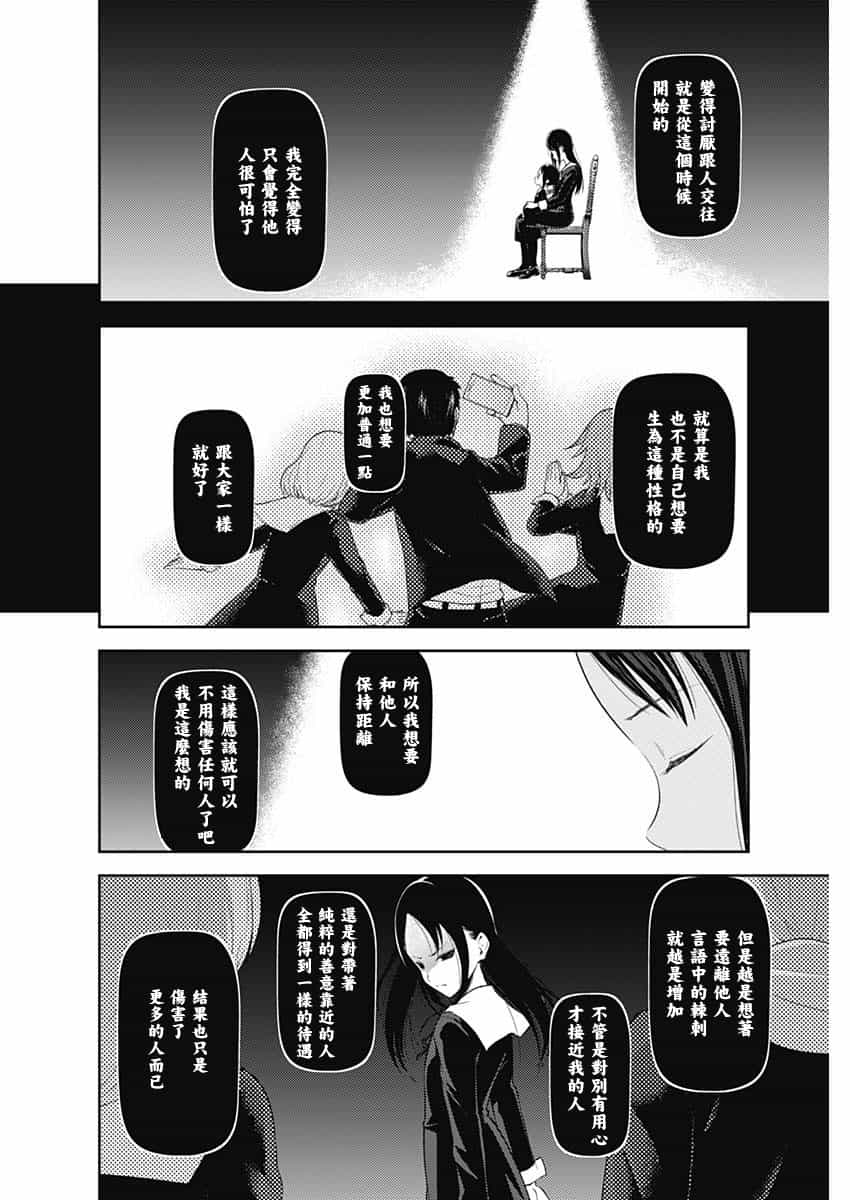 變得討厭跟人交往
就是從這個時候
開始的
我完全變得
只會覺得他
人很可怕了
就算是我
也不是自己想要
生為這種性格的
我也想要
更加普通一點
跟大家一樣
就好了
所以我想要
和他人
保持距離
這樣應該就可以
不用傷害任何人了吧
我是這麼想的
但是越是想著
要遠離他人
言語中的棘刺
就越是增加
不管是對別有用心
才接近我的人
還是對帶著
純粹的善意靠近的人
全都得到一樣的待遇
結果也只是
傷害了
更多的人而已